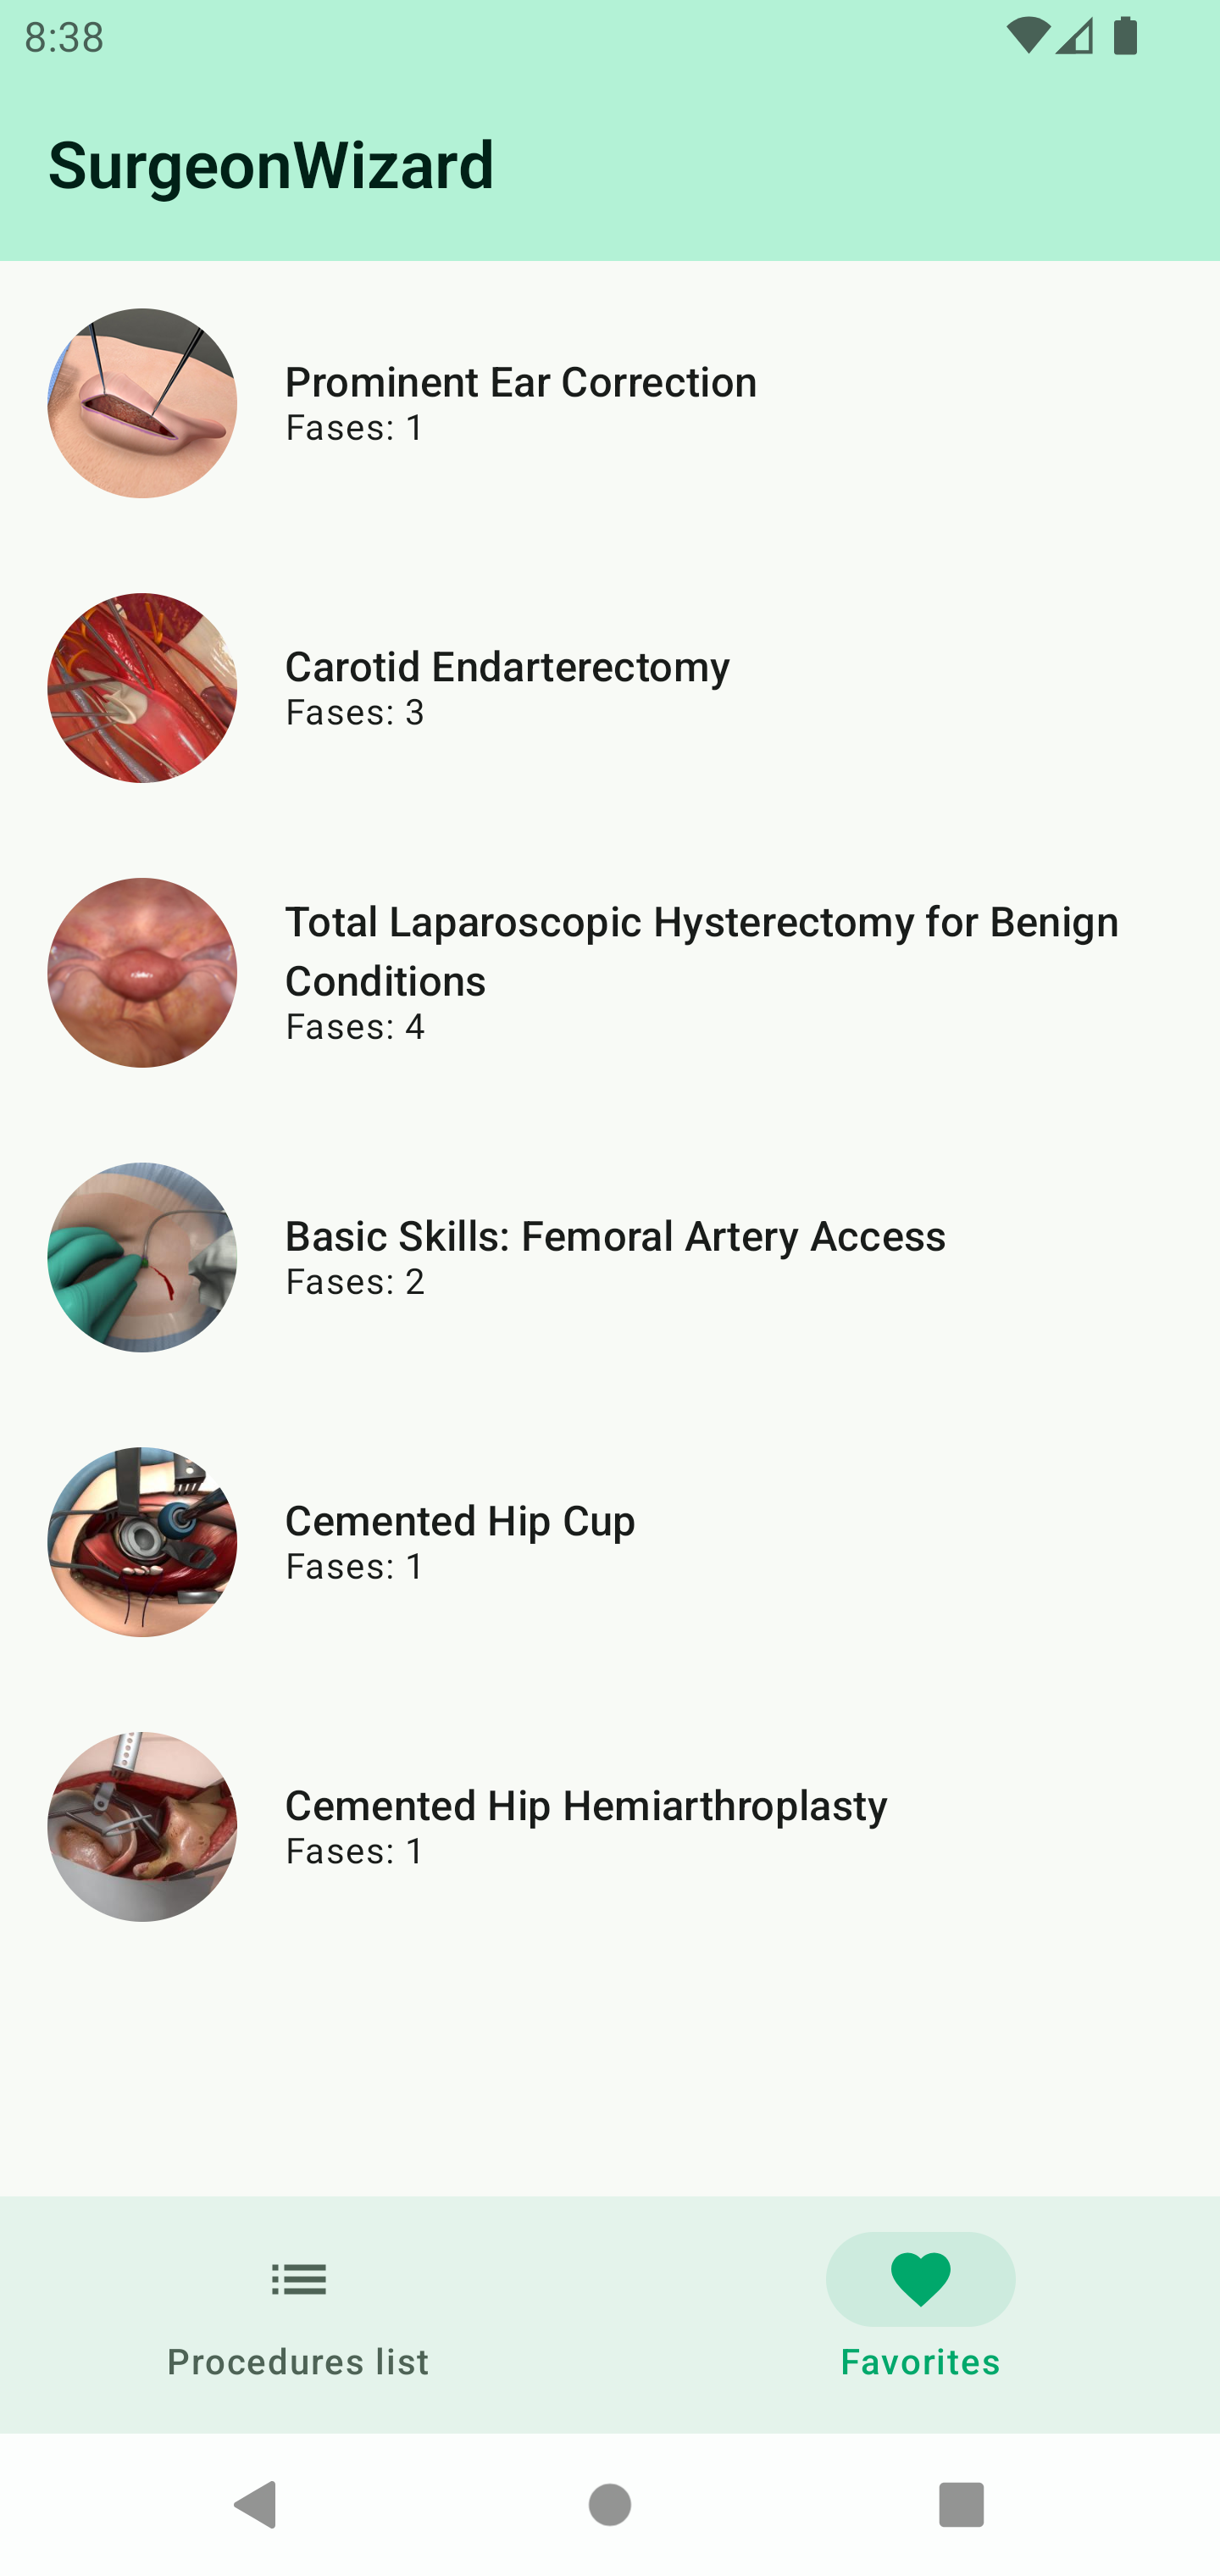 8:38
SurgeonWizard
Prominent Ear Correction
Fases: 1
Carotid Endarterectomy
Fases: 3
Total Laparoscopic Hysterectomy for Benign
Conditions
Fases: 4
Basic Skills: Femoral Artery Access
Fases: 2
Cemented Hip Cup
Fases: 1
Cemented Hip Hemiarthroplasty
Fases: 1
Procedures list
Favorites